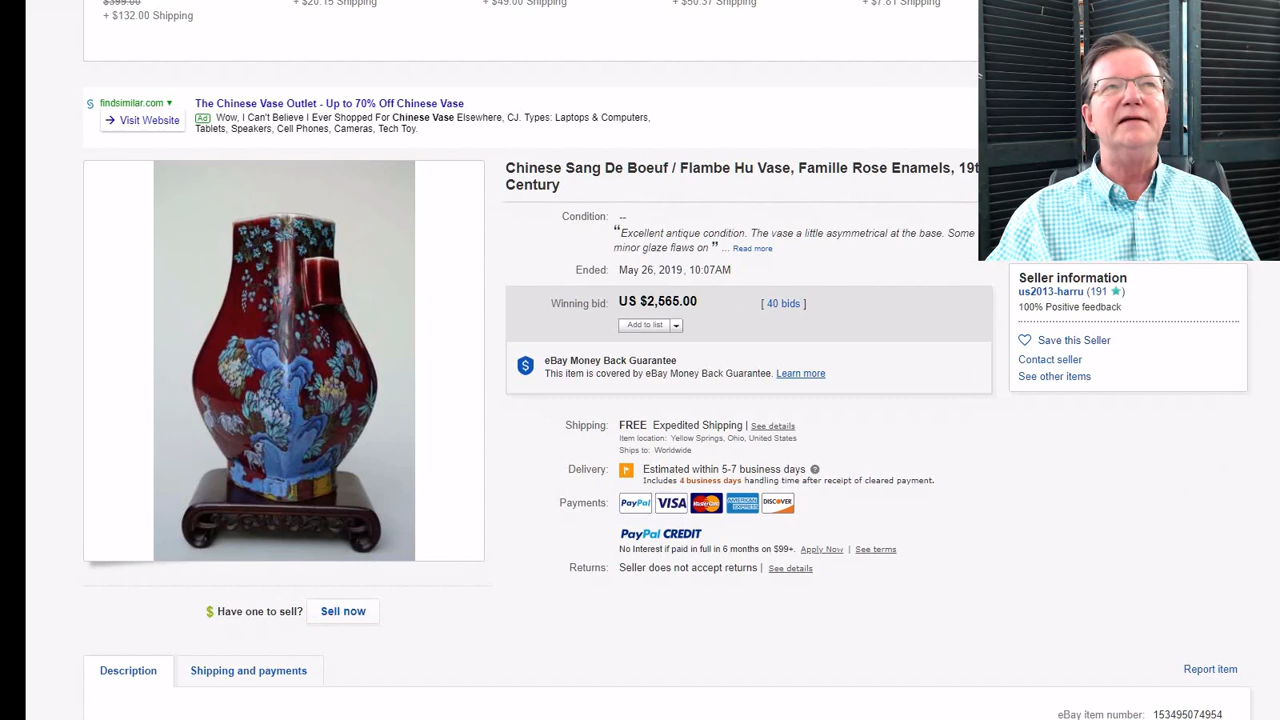 $399.00
+ $132.00 Shipping
+ $20.15 Shipping
+ $49.00 Shipping
+ $50.37 Shipping
+ $7.81 Shipping
findsimilar.com ▼
→ Visit Website
The Chinese Vase Outlet - Up to 70% Off Chinese Vase
Ad Wow, I Can't Believe I Ever Shopped For Chinese Vase Elsewhere, CJ. Types: Laptops & Computers,
Tablets, Speakers, Cell Phones, Cameras, Tech Toy.
Chinese Sang De Boeuf / Flambe Hu Vase, Famille Rose Enamels, 19t
Century
Condition: --
“Excellent antique condition. The vase a little asymmetrical at the base. Some
minor glaze flaws on ” ... Read more
Ended: May 26, 2019 , 10:07AM
Winning bid: US $2,565.00 [ 40 bids ]
Add to list
eBay Money Back Guarantee
This item is covered by eBay Money Back Guarantee. Learn more
Shipping: FREE Expedited Shipping | See details
Item location: Yellow Springs, Ohio, United States
Ships to: Worldwide
Delivery: Estimated within 5-7 business days
Includes 4 business days handling time after receipt of cleared payment.
Payments: PayPal VISA MasterCard AMERICAN EXPRESS DISCOVER
PayPal CREDIT
No Interest if paid in full in 6 months on $99+. Apply Now | See terms
Returns: Seller does not accept returns | See details
Seller information
us2013-harru (191 ★)
100% Positive feedback
Save this Seller
Contact seller
See other items
Have one to sell? Sell now
Description Shipping and payments
Report item
eBay item number: 153495074954